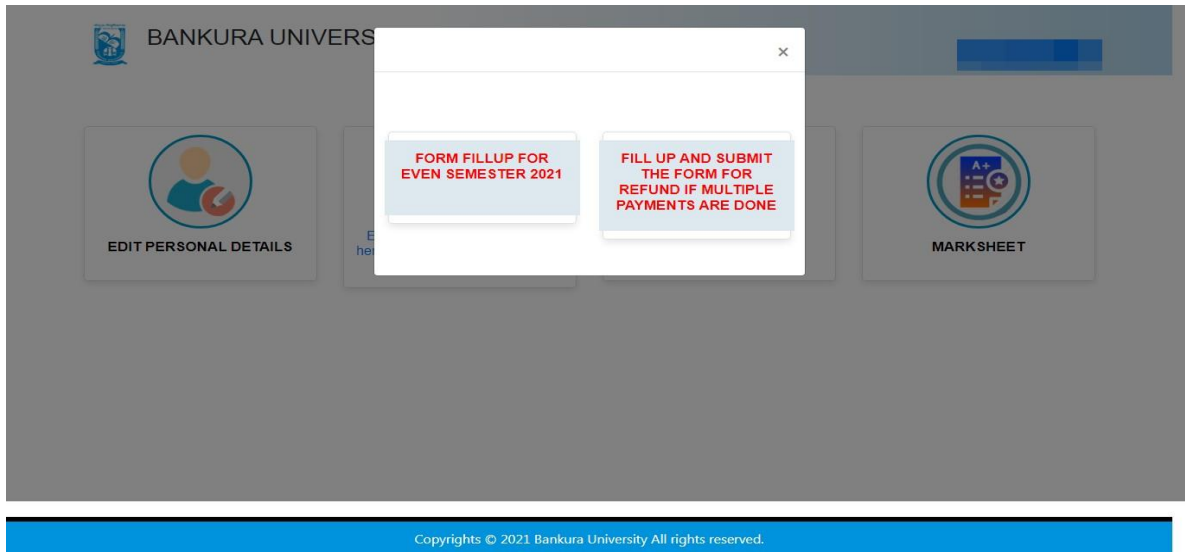 BANKURA UNIVERS
×
FORM FILLUP FOR
EVEN SEMESTER 2021
FILL UP AND SUBMIT
THE FORM FOR
REFUND IF MULTIPLE
PAYMENTS ARE DONE
EDIT PERSONAL DETAILS
E
her
A+
MARKSHEET
Copyrights © 2021 Bankura University All rights reserved.